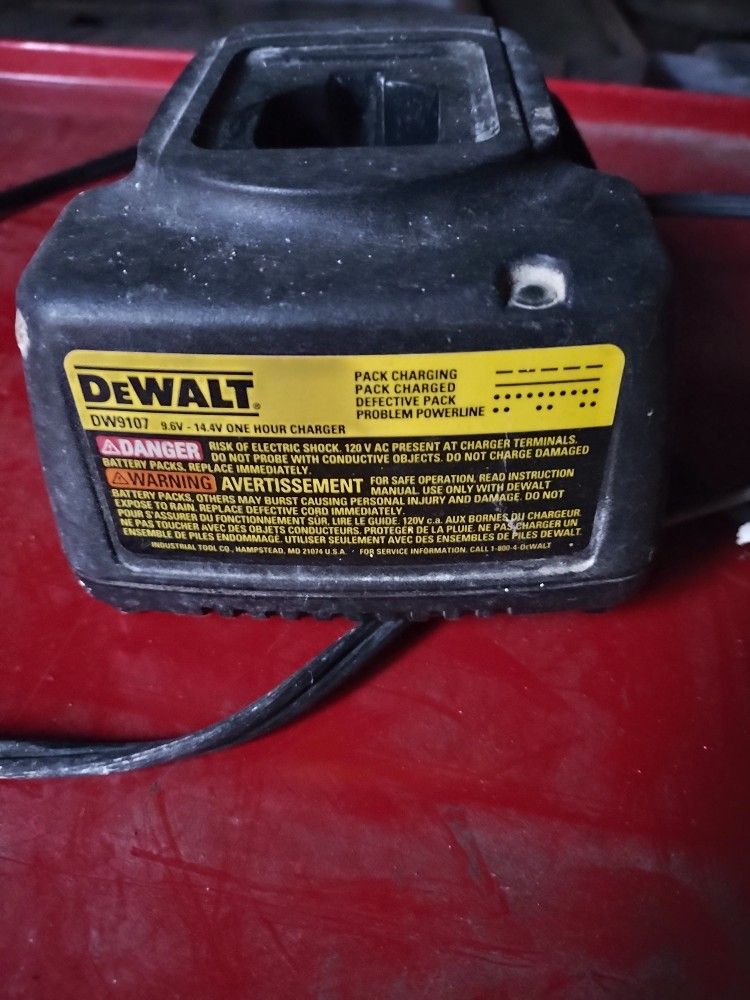 DEWALT®
PACK CHARGING
PACK CHARGED
DEFECTIVE PACK
PROBLEM POWERLINE
DW9107 9.6V - 14.4V ONE HOUR CHARGER
DANGER RISK OF ELECTRIC SHOCK. 120 V AC PRESENT AT CHARGER TERMINALS.
DO NOT PROBE WITH CONDUCTIVE OBJECTS. DO NOT CHARGE DAMAGED
BATTERY PACKS, REPLACE IMMEDIATELY.
WARNING AVERTISSEMENT FOR SAFE OPERATION, READ INSTRUCTION
MANUAL. USE ONLY WITH DEWALT
BATTERY PACKS, OTHERS MAY BURST CAUSING PERSONAL INJURY AND DAMAGE. DO NOT
EXPOSE TO RAIN. REPLACE DEFECTIVE CORD IMMEDIATELY.
POUR S'ASSURER DU FONCTIONNEMENT SÛR, LIRE LE GUIDE. 120V c.a. AUX BORNES DU CHARGEUR.
NE PAS TOUCHER AVEC DES OBJETS CONDUCTEURS. PROTEGER DE LA PLUIE. NE PAS CHARGER UN
ENSEMBLE DE PILES ENDOMMAGE. UTILISER SEULEMENT AVEC DES ENSEMBLES DE PILES DEWALT.
INDUSTRIAL TOOL CO., HAMPSTEAD, MD 21074 U.S.A. FOR SERVICE INFORMATION, CALL 1-800-4-DEWALT